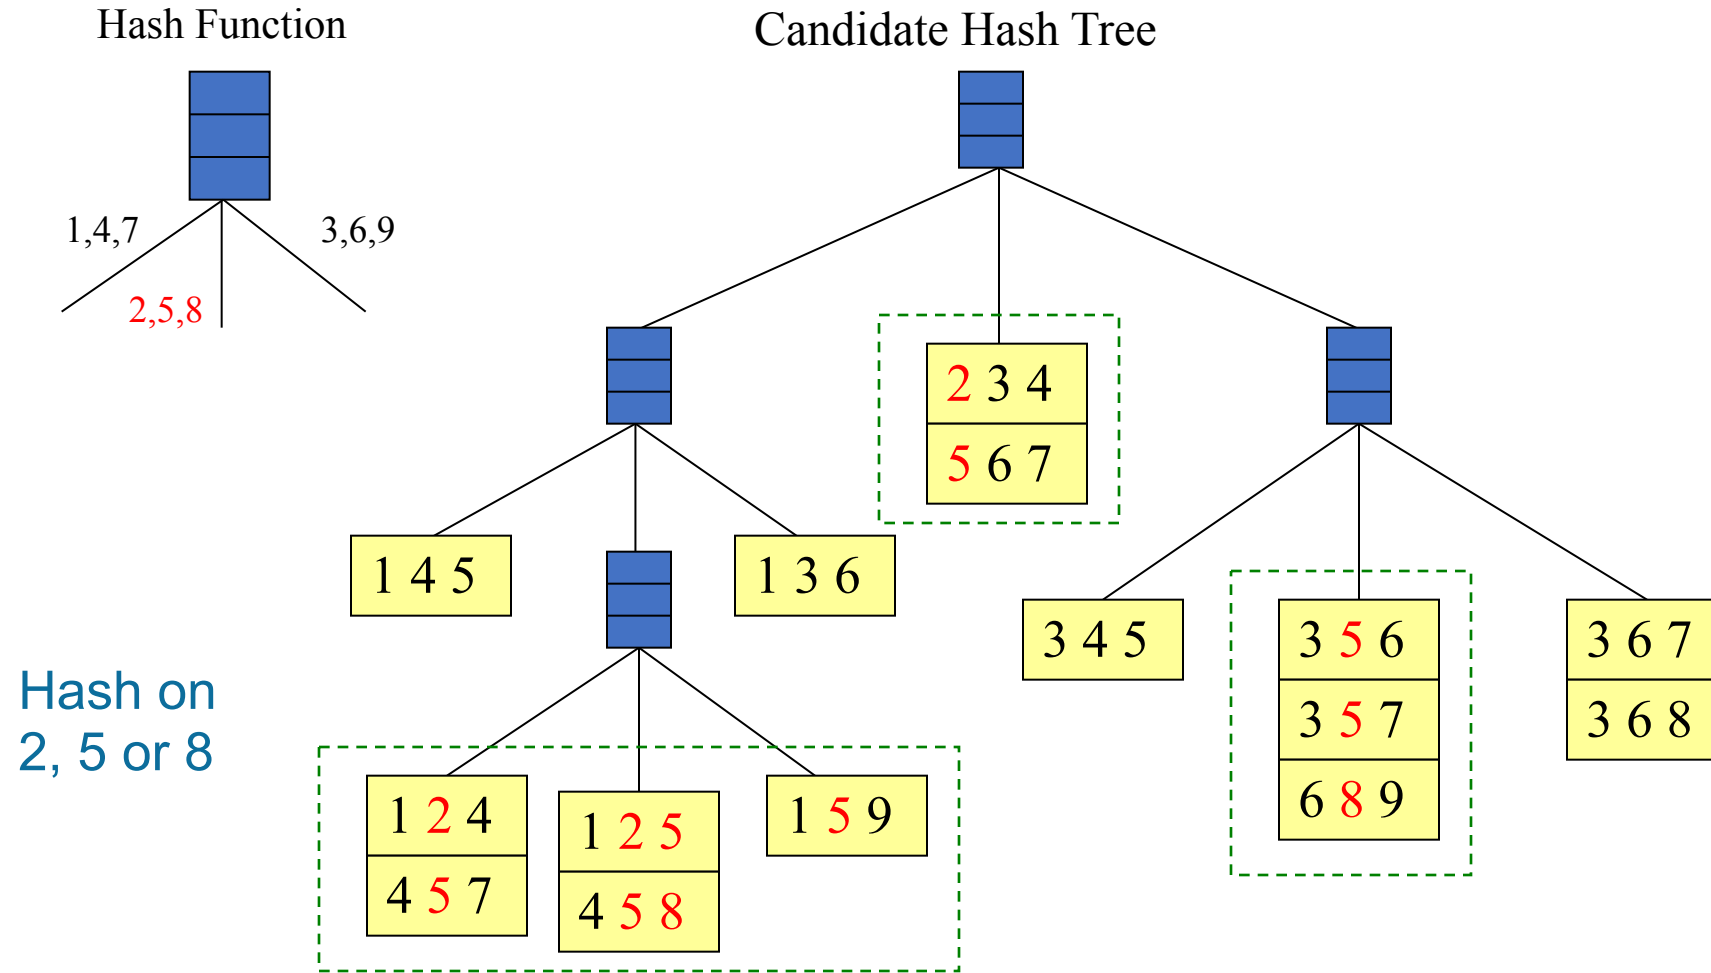 Hash Function
Candidate Hash Tree
1,4,7
3,6,9
2,5,8
2 3 4
5 6 7
1 4 5
1 3 6
3 4 5
3 5 6
3 5 7
6 8 9
3 6 7
3 6 8
Hash on
2, 5 or 8
1 2 4
4 5 7
1 2 5
4 5 8
1 5 9